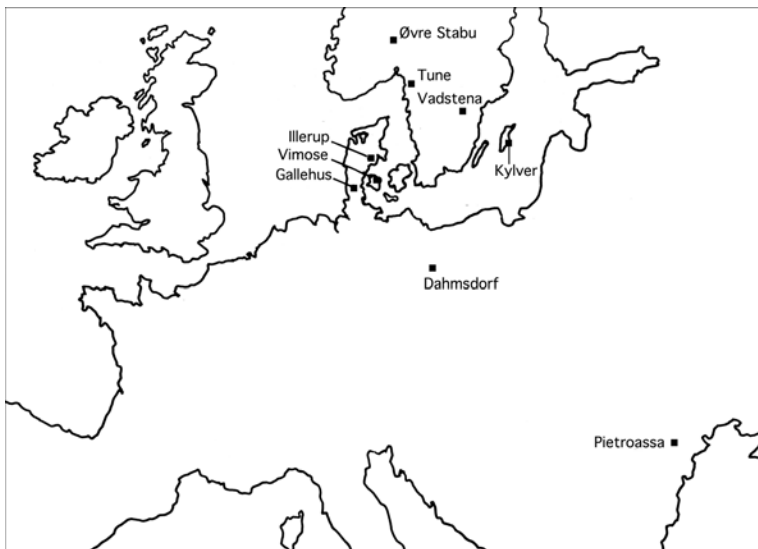 Øvre Stabu
Tune
Vadstena
Illerup
Vimose
Gallehus
Kylver
Dahmsdorf
Pietroassa